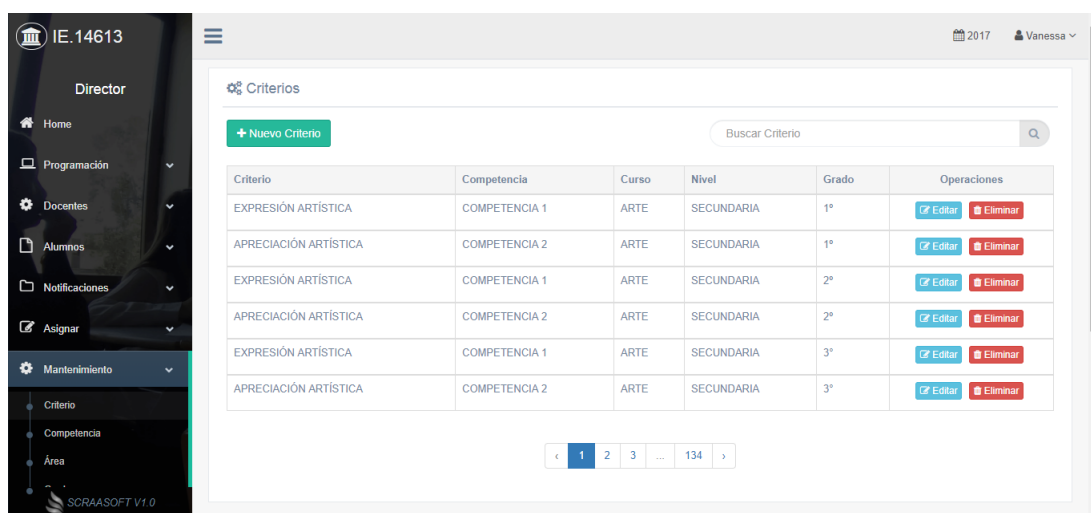 IE.14613
2017 Vanessa
Director
Home
Programación
Docentes
Alumnos
Notificaciones
Asignar
Mantenimiento
Criterio
Competencia
Área
SCRAASOFT V1.0
Criterios
+ Nuevo Criterio
Buscar Criterio
Criterio Competencia Curso Nivel Grado Operaciones
EXPRESIÓN ARTÍSTICA COMPETENCIA 1 ARTE SECUNDARIA 1° Editar Eliminar
APRECIACIÓN ARTÍSTICA COMPETENCIA 2 ARTE SECUNDARIA 1° Editar Eliminar
EXPRESIÓN ARTÍSTICA COMPETENCIA 1 ARTE SECUNDARIA 2° Editar Eliminar
APRECIACIÓN ARTÍSTICA COMPETENCIA 2 ARTE SECUNDARIA 2° Editar Eliminar
EXPRESIÓN ARTÍSTICA COMPETENCIA 1 ARTE SECUNDARIA 3° Editar Eliminar
APRECIACIÓN ARTÍSTICA COMPETENCIA 2 ARTE SECUNDARIA 3° Editar Eliminar
‹ 1 2 3 ... 134 ›